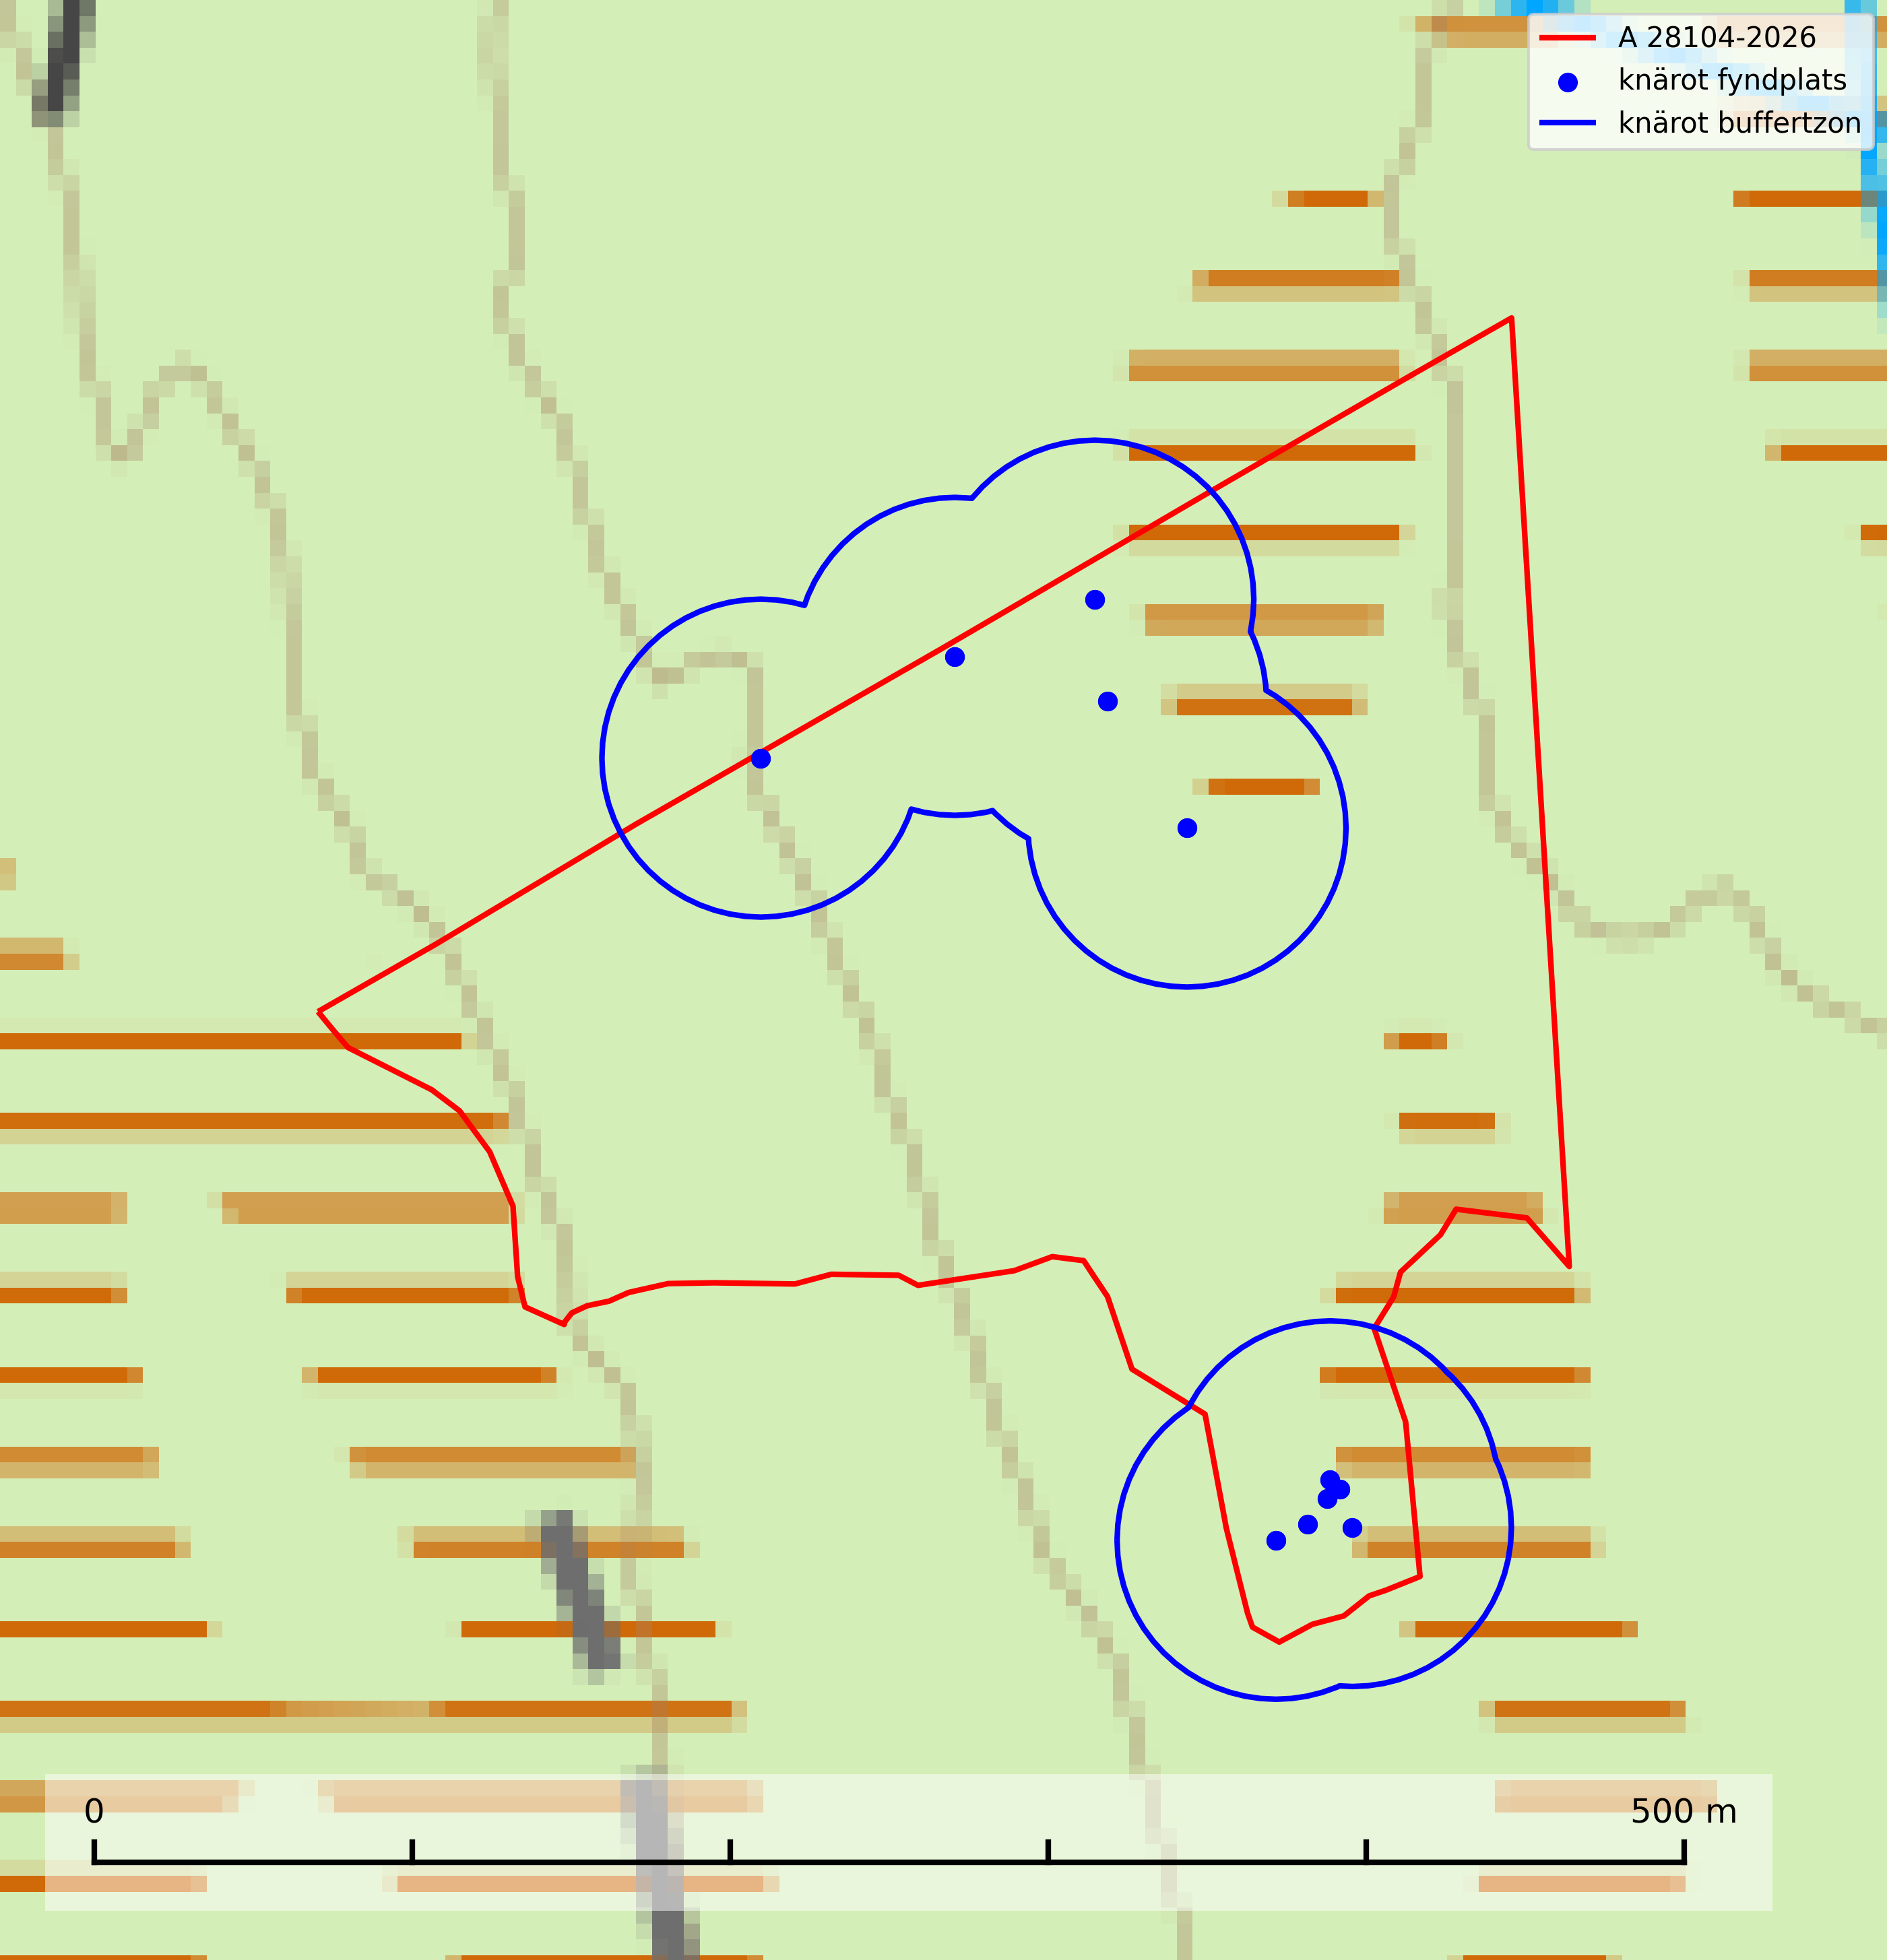 A 28104-2026
knärot fyndplats
knärot buffertzon
0
500 m